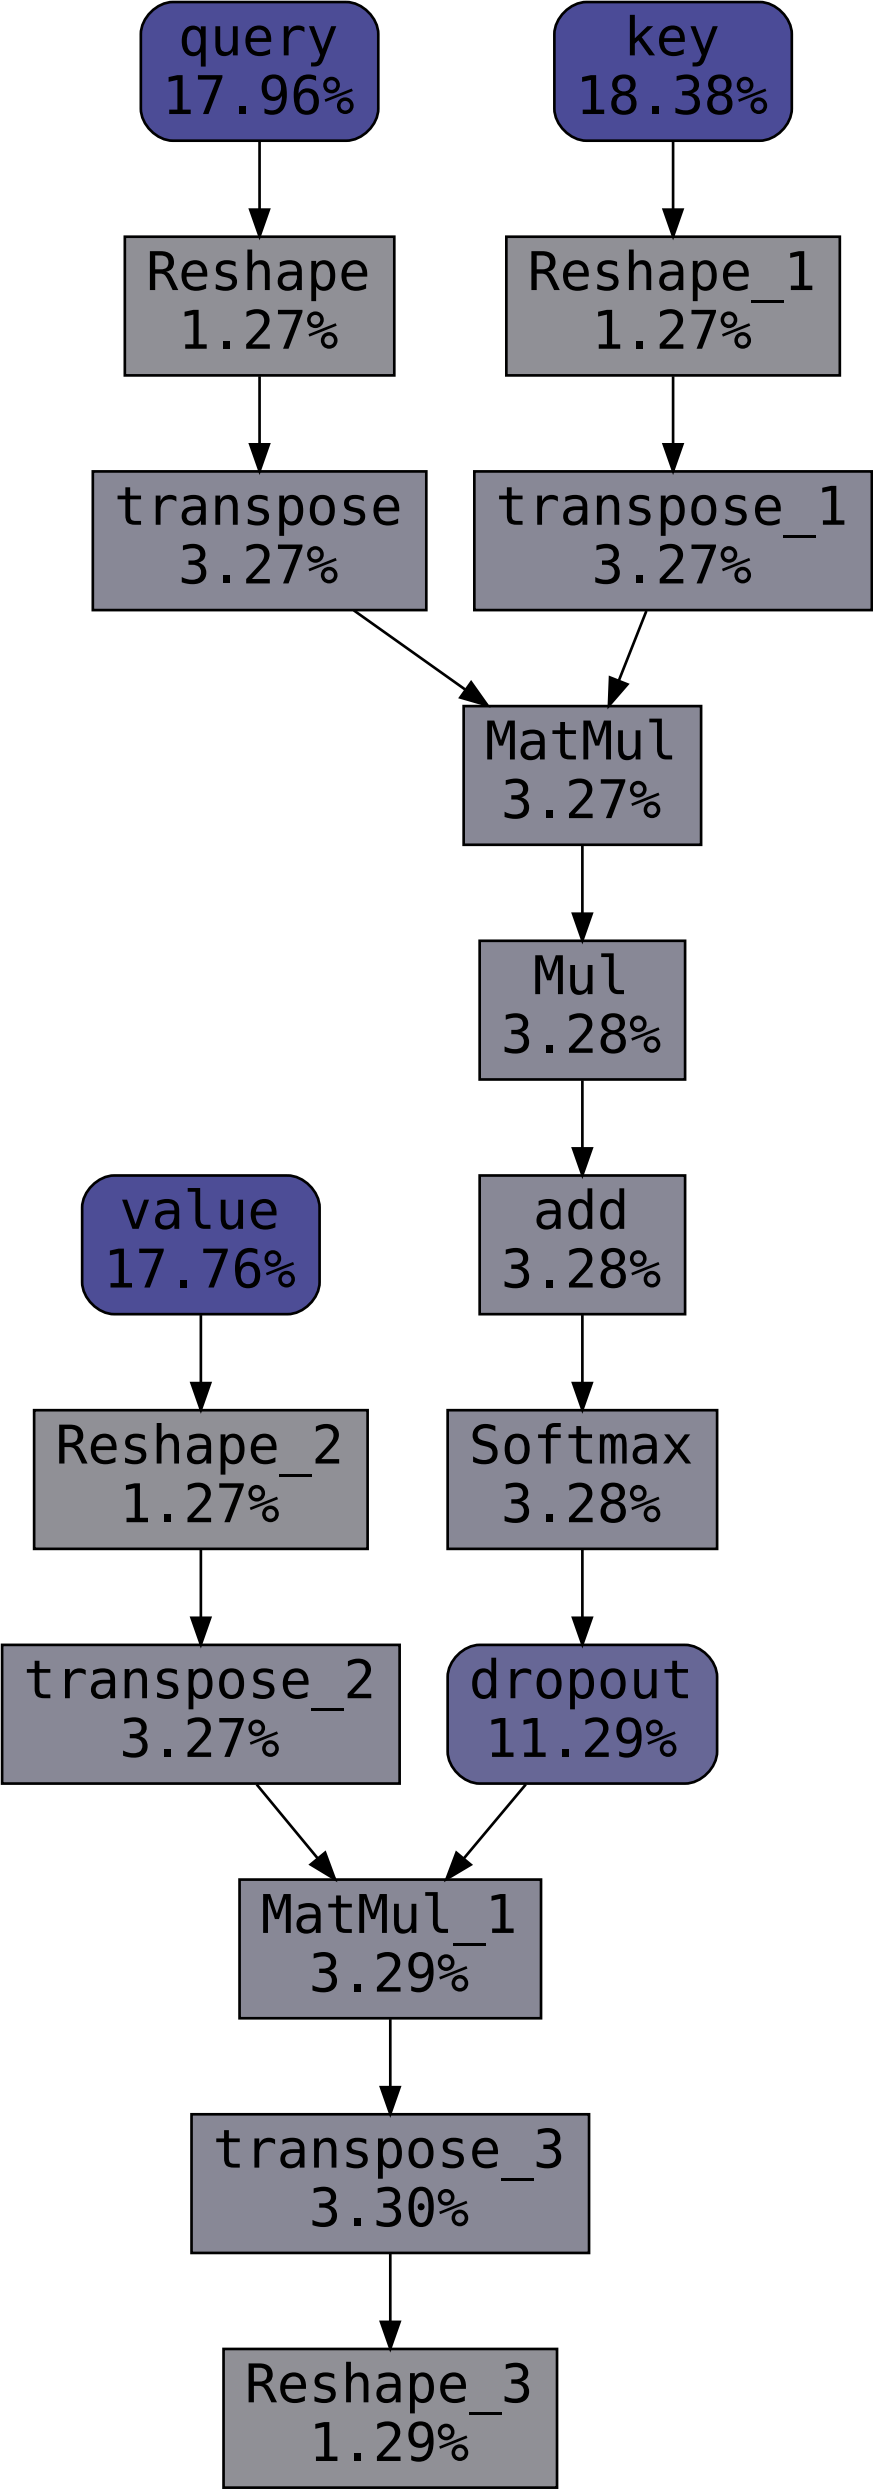 query
17.96%
key
18.38%
Reshape
1.27%
Reshape_1
1.27%
transpose
3.27%
transpose_1
3.27%
MatMul
3.27%
Mul
3.28%
value
17.76%
add
3.28%
Reshape_2
1.27%
Softmax
3.28%
transpose_2
3.27%
dropout
11.29%
MatMul_1
3.29%
transpose_3
3.30%
Reshape_3
1.29%